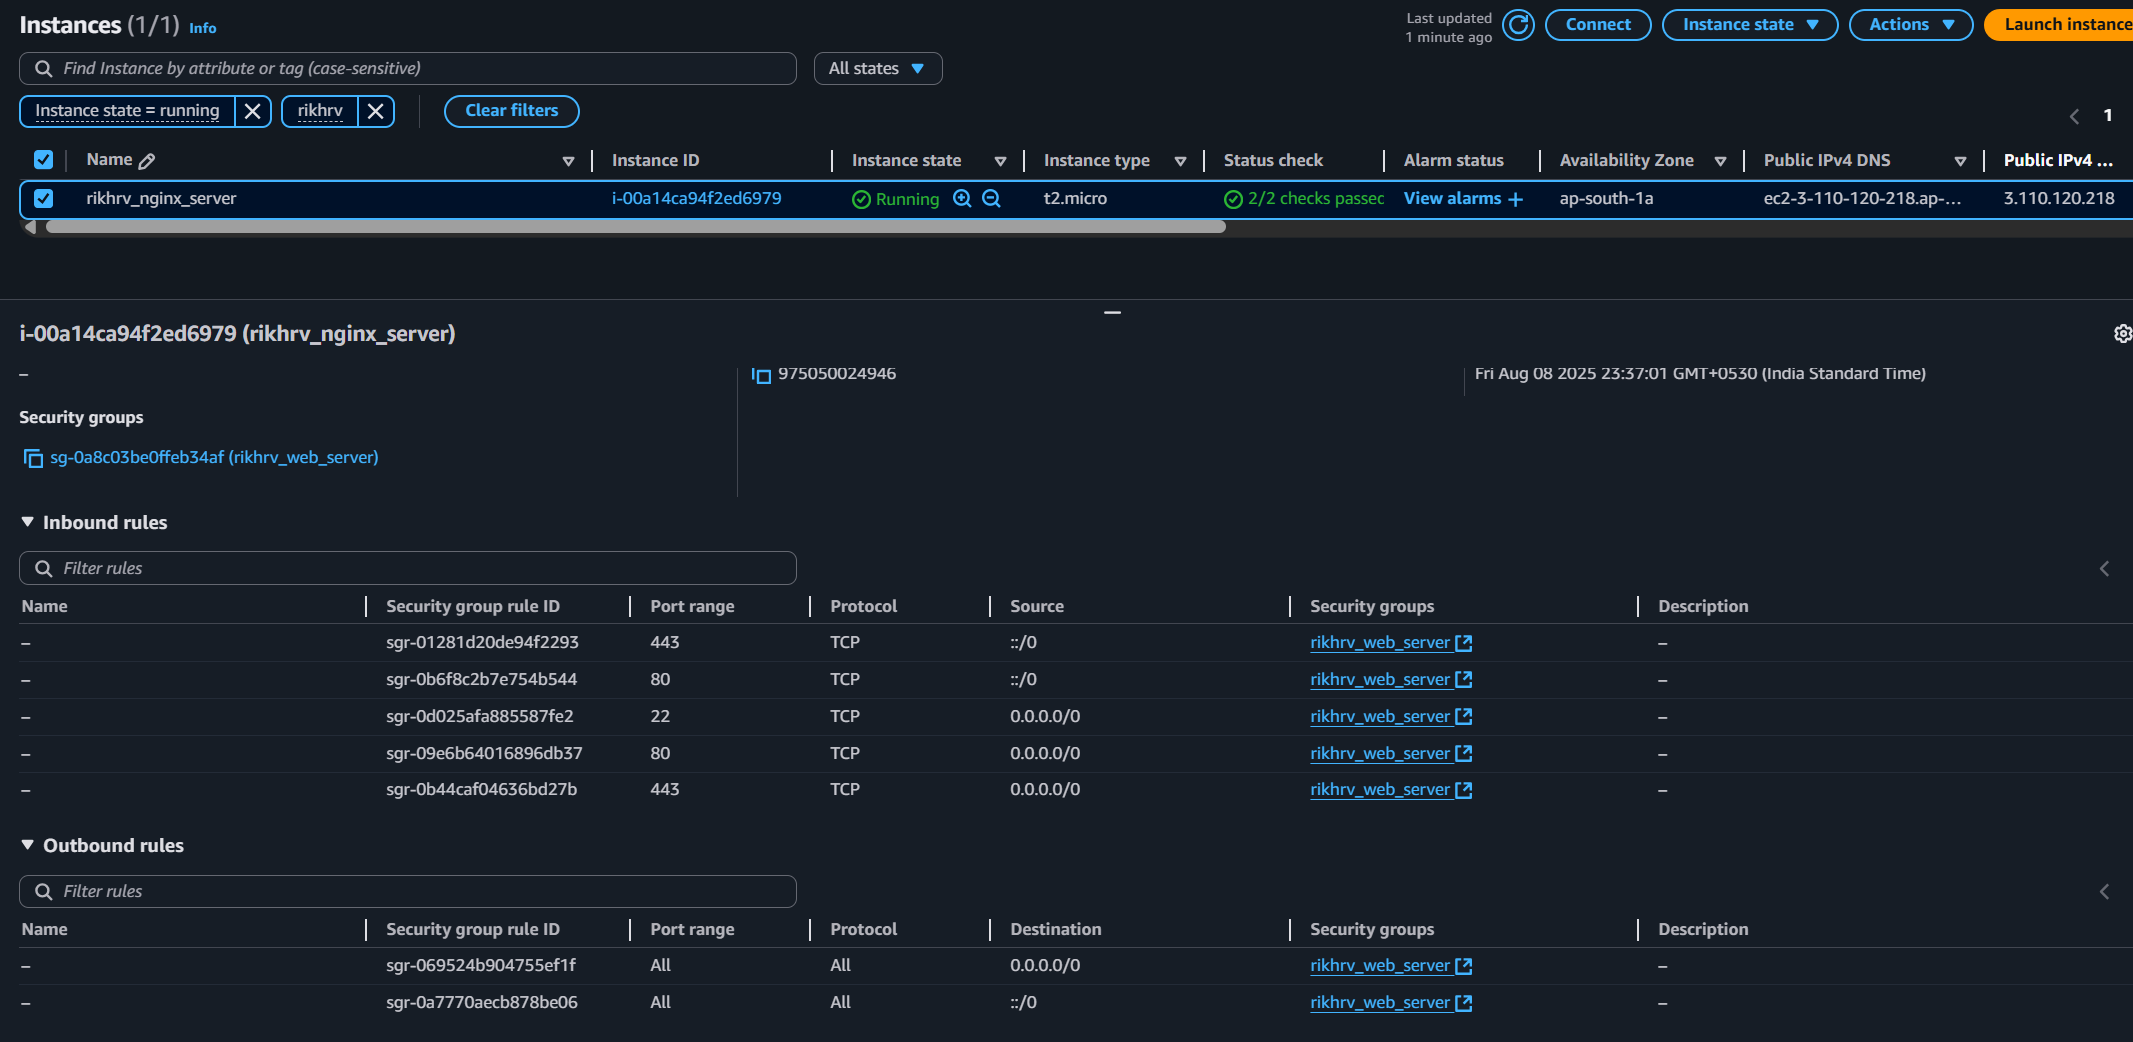 Instances (1/1) Info
Last updated
1 minute ago
Connect
Instance state
Actions
Launch instance
Find Instance by attribute or tag (case-sensitive)
All states
Instance state = running
rikhrv
Clear filters
1
Name Instance ID Instance state Instance type Status check Alarm status Availability Zone Public IPv4 DNS Public IPv4 ...
rikhrv_nginx_server i-00a14ca94f2ed6979 Running t2.micro 2/2 checks passec View alarms + ap-south-1a ec2-3-110-120-218.ap-... 3.110.120.218
i-00a14ca94f2ed6979 (rikhrv_nginx_server)
– 975050024946 Fri Aug 08 2025 23:37:01 GMT+0530 (India Standard Time)
Security groups
sg-0a8c03be0ffeb34af (rikhrv_web_server)
Inbound rules
Filter rules
Name Security group rule ID Port range Protocol Source Security groups Description
– sgr-01281d20de94f2293 443 TCP ::/0 rikhrv_web_server –
– sgr-0b6f8c2b7e754b544 80 TCP ::/0 rikhrv_web_server –
– sgr-0d025afa885587fe2 22 TCP 0.0.0.0/0 rikhrv_web_server –
– sgr-09e6b64016896db37 80 TCP 0.0.0.0/0 rikhrv_web_server –
– sgr-0b44caf04636bd27b 443 TCP 0.0.0.0/0 rikhrv_web_server –
Outbound rules
Filter rules
Name Security group rule ID Port range Protocol Destination Security groups Description
– sgr-069524b904755ef1f All All 0.0.0.0/0 rikhrv_web_server –
– sgr-0a7770aecb878be06 All All ::/0 rikhrv_web_server –